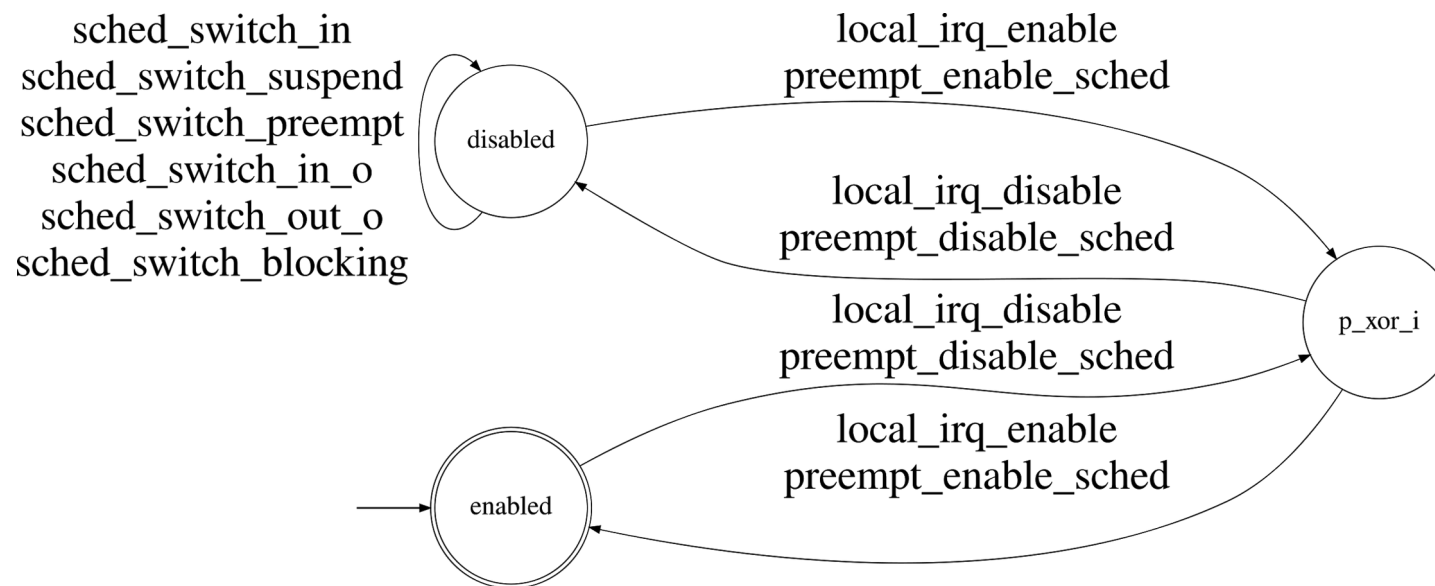 sched_switch_in
sched_switch_suspend
sched_switch_preempt
sched_switch_in_o
sched_switch_out_o
sched_switch_blocking
disabled
local_irq_enable
preempt_enable_sched
local_irq_disable
preempt_disable_sched
p_xor_i
local_irq_disable
preempt_disable_sched
local_irq_enable
preempt_enable_sched
enabled